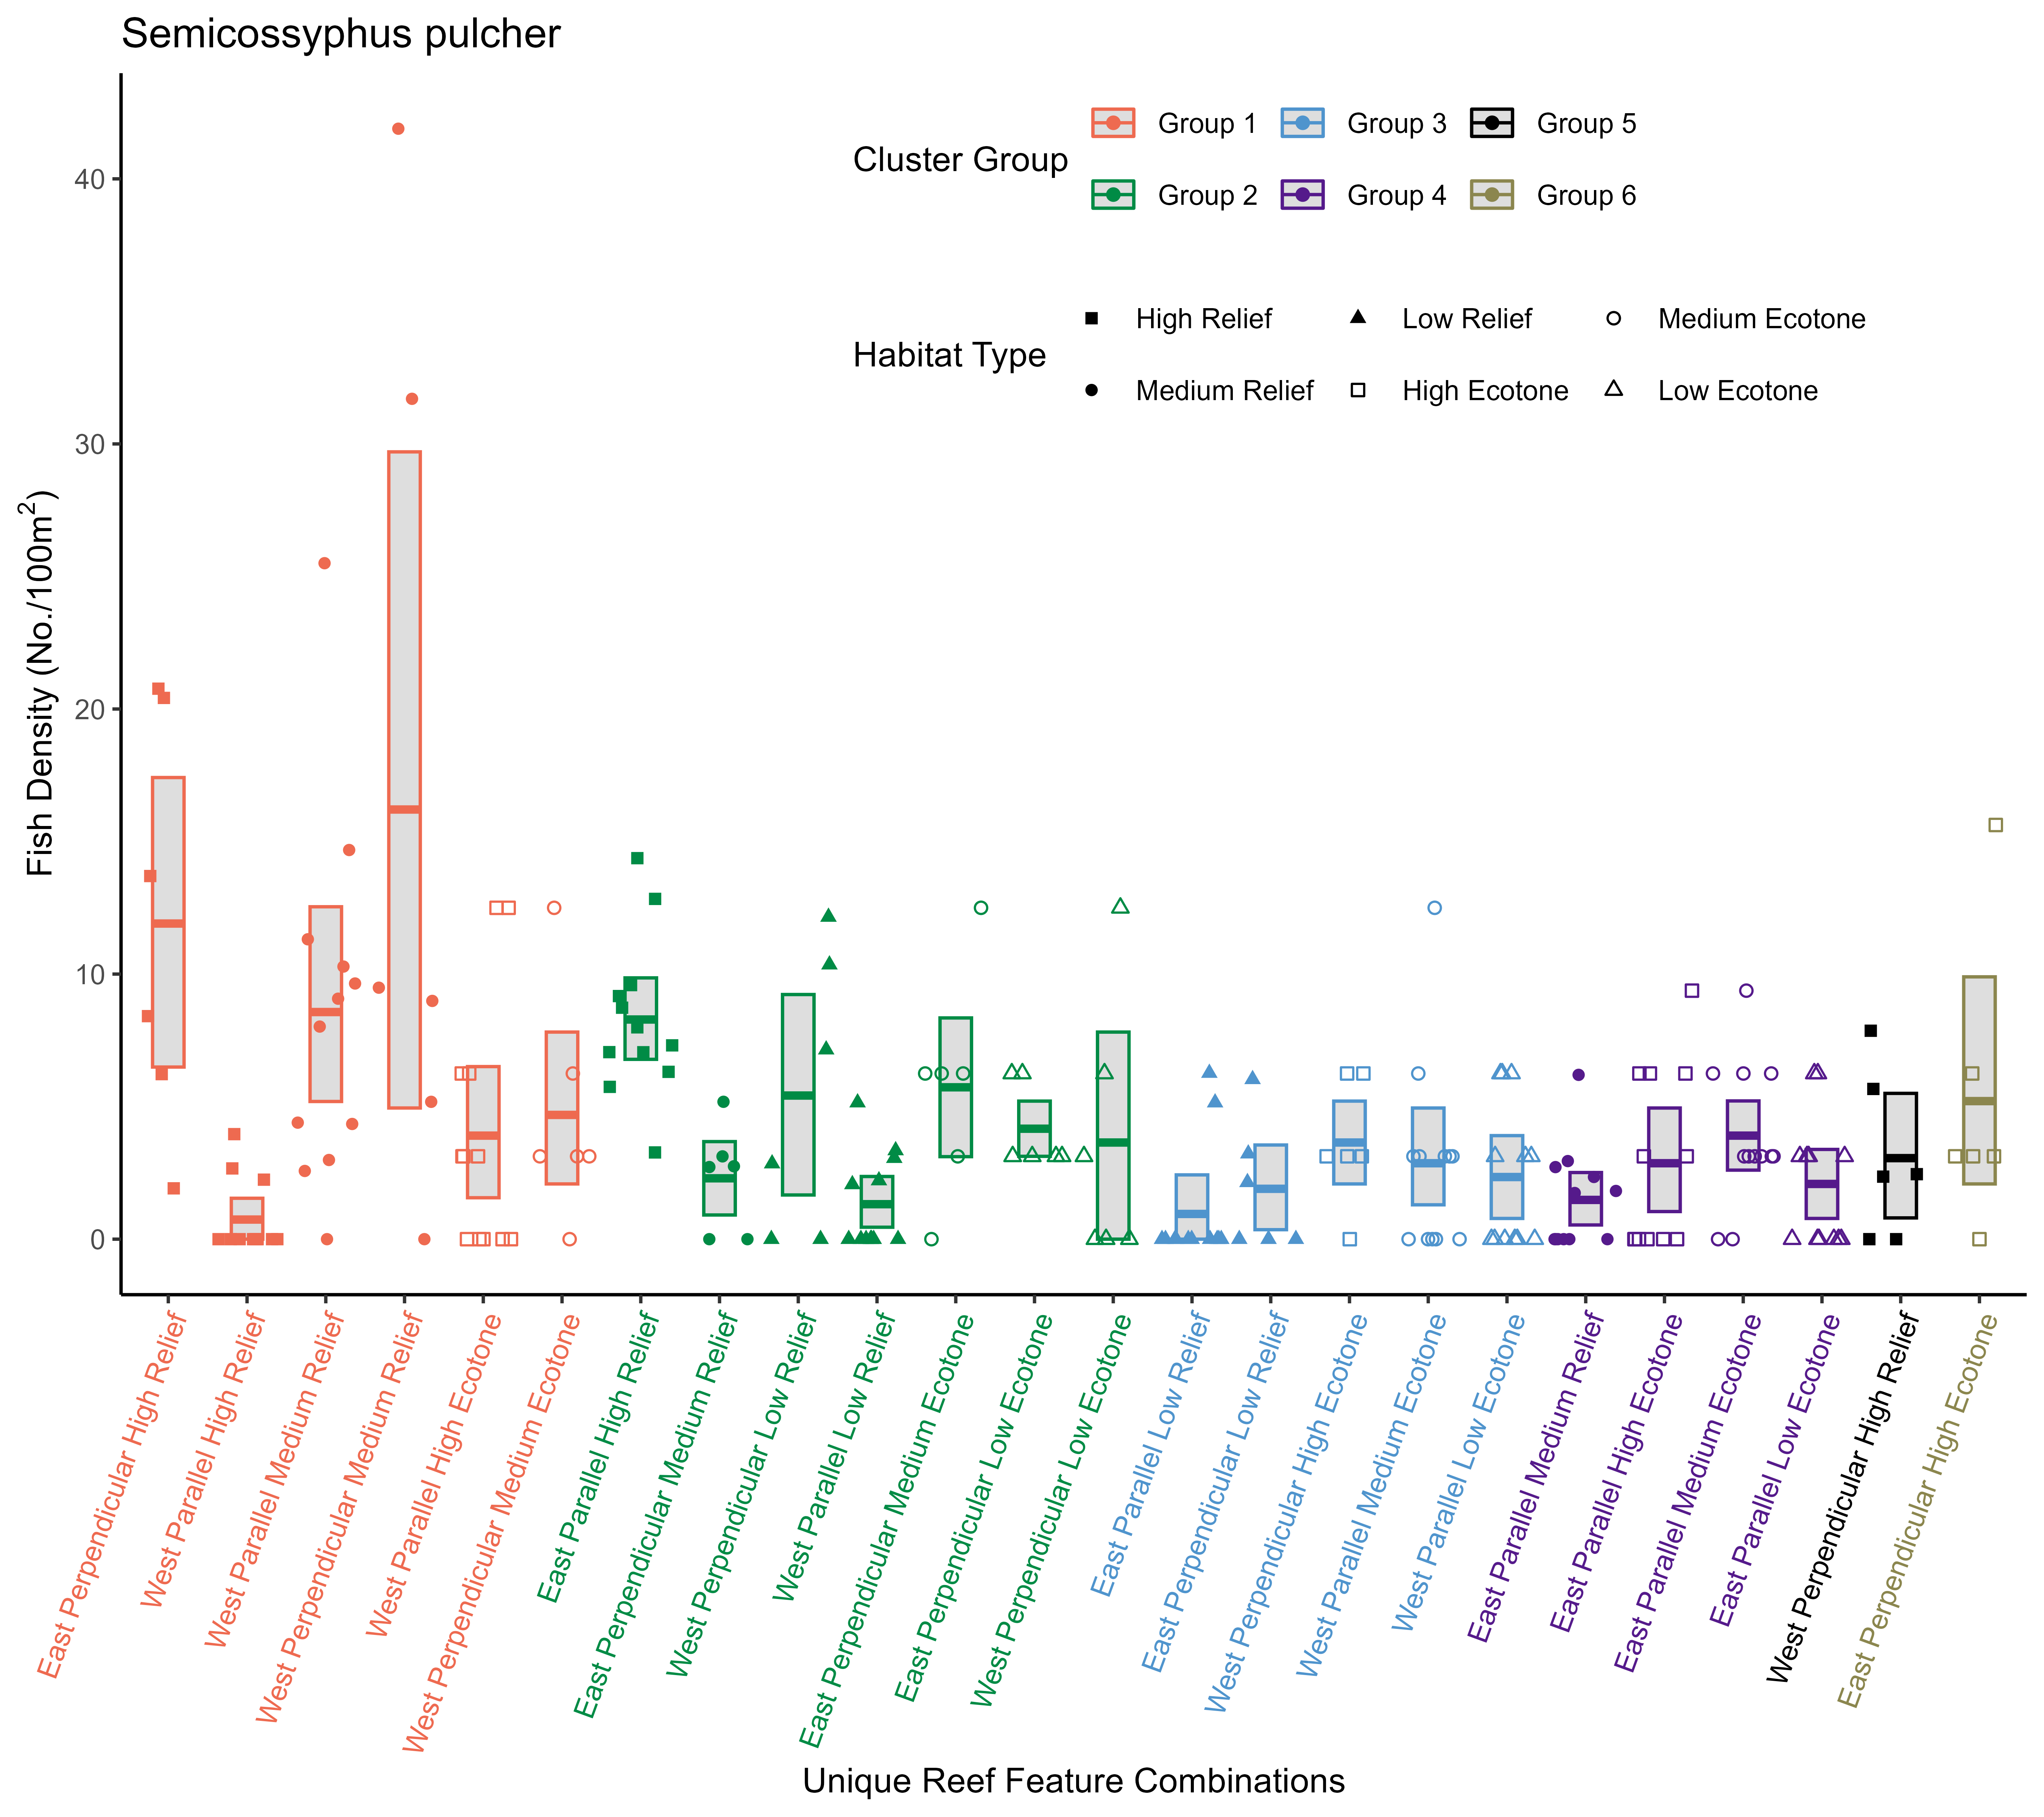 Semicossyphus pulcher
Cluster Group
Group 1
Group 3
Group 5
Group 2
Group 4
Group 6
Habitat Type
High Relief
Low Relief
Medium Ecotone
Medium Relief
High Ecotone
Low Ecotone
Fish Density (No./100m²)
40
30
20
10
0
East Perpendicular High Relief
West Parallel High Relief
West Parallel Medium Relief
West Perpendicular Medium Relief
West Parallel High Ecotone
West Perpendicular Medium Ecotone
East Parallel High Relief
East Perpendicular Medium Relief
West Perpendicular Low Relief
West Parallel Low Relief
East Perpendicular Medium Ecotone
East Perpendicular Low Ecotone
West Perpendicular Low Ecotone
East Parallel Low Relief
East Perpendicular Low Relief
West Perpendicular High Ecotone
West Parallel Medium Ecotone
West Parallel Low Ecotone
East Parallel Medium Relief
East Parallel High Ecotone
East Parallel Medium Ecotone
East Parallel Low Ecotone
West Perpendicular High Relief
East Perpendicular High Ecotone
Unique Reef Feature Combinations